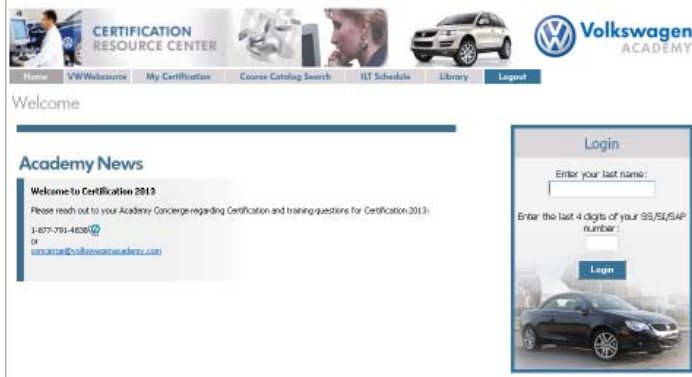 CERTIFICATION
RESOURCE CENTER
Volkswagen
ACADEMY
Home VWWebsource My Certification Course Catalog Search ILT Schedule Library Logout
Welcome
Academy News
Welcome to Certification 2013
Please reach out to your Academy Concierge regarding Certification and training questions for Certification 2013:
1-877-791-4838
or
concierge@volkswagenacademy.com
Login
Enter your last name:
Enter the last 4 digits of your SS/SI/SAP
number:
Login